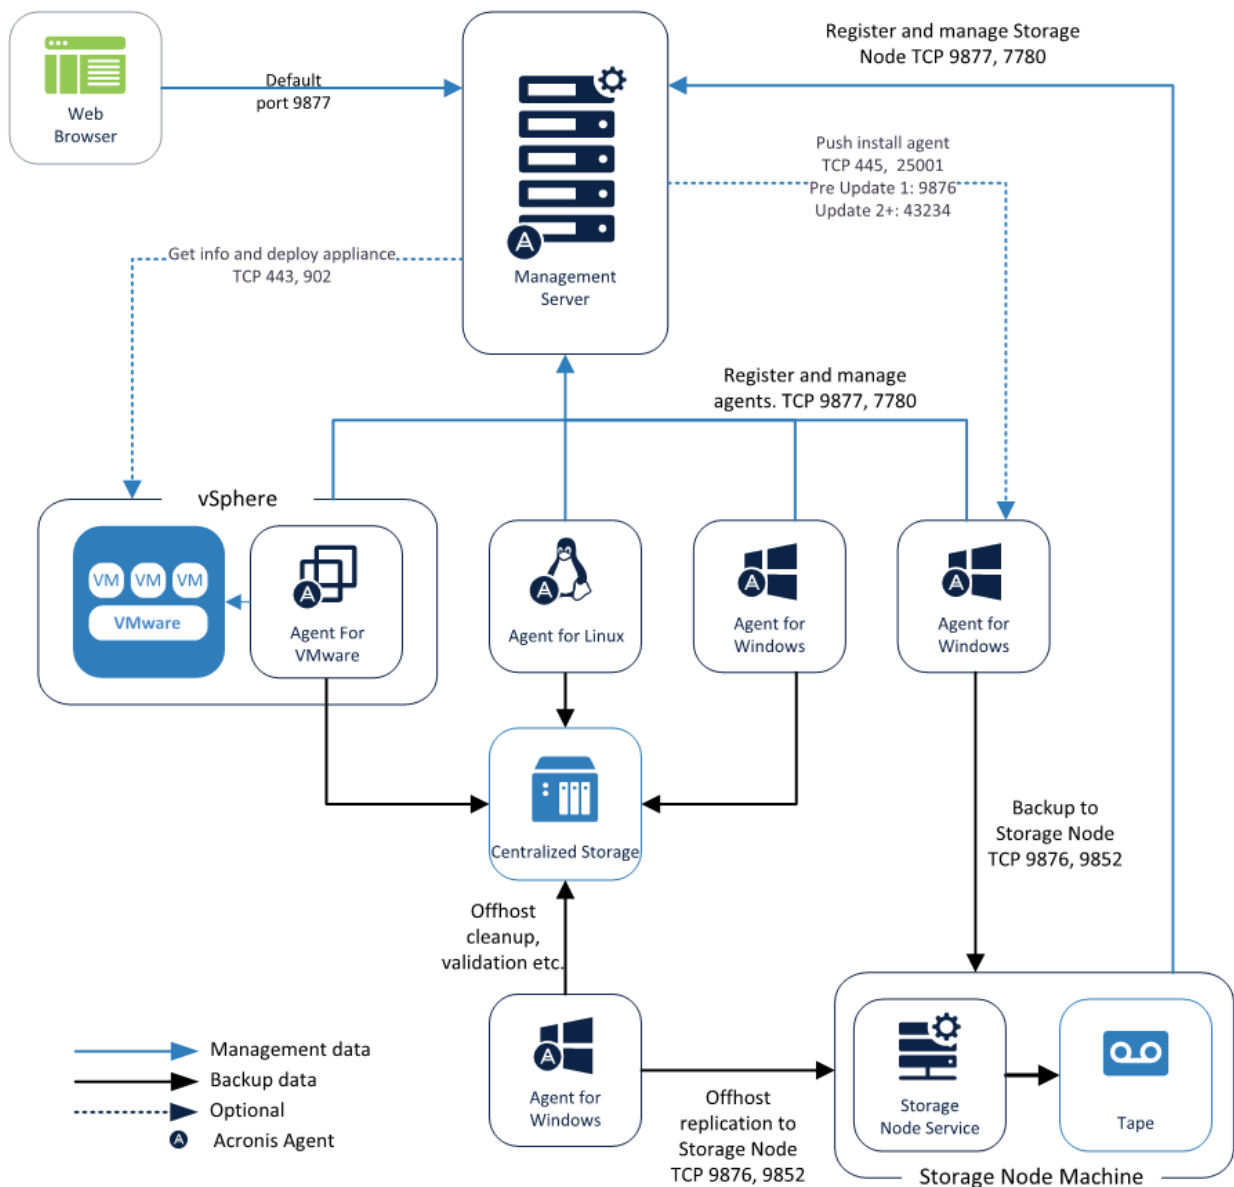 Web
Browser
Default
port 9877
Management
Server
Register and manage Storage
Node TCP 9877, 7780
Push install agent
TCP 445, 25001
Pre Update 1: 9876
Update 2+: 43234
Get info and deploy appliance
TCP 443, 902
Register and manage
agents. TCP 9877, 7780
vSphere
VM VM VM
VMware
Agent For
VMware
Agent for Linux
Agent for
Windows
Agent for
Windows
Centralized Storage
Backup to
Storage Node
TCP 9876, 9852
Offhost
cleanup,
validation etc.
Agent for
Windows
Offhost
replication to
Storage Node
TCP 9876, 9852
Storage
Node Service
Tape
Storage Node Machine
Management data
Backup data
Optional
Acronis Agent